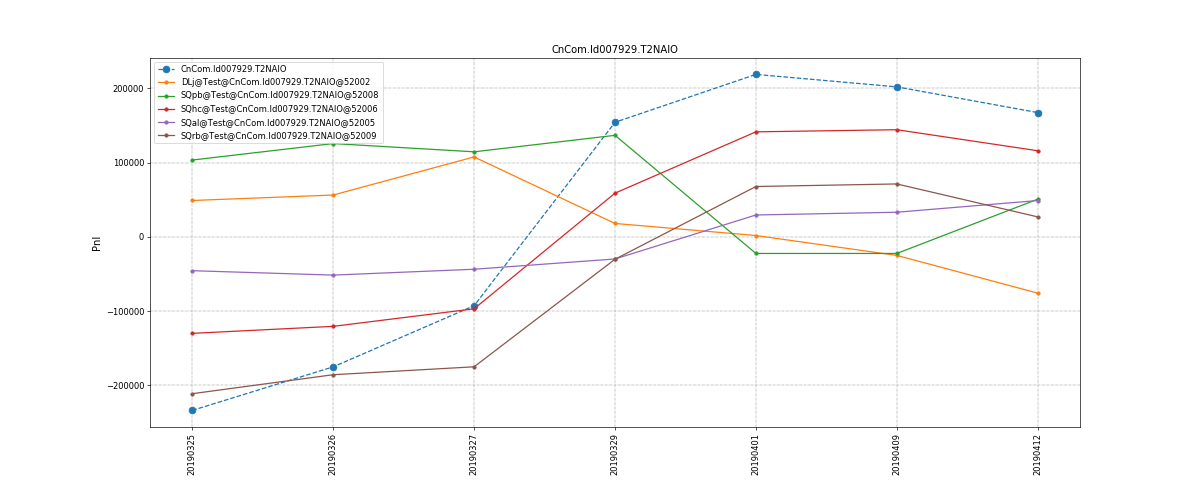 CnCom.Id007929.T2NAIO
CnCom.Id007929.T2NAIO
DLj@Test@CnCom.Id007929.T2NAIO@52002
SQpb@Test@CnCom.Id007929.T2NAIO@52008
SQhc@Test@CnCom.Id007929.T2NAIO@52006
SQal@Test@CnCom.Id007929.T2NAIO@52005
SQrb@Test@CnCom.Id007929.T2NAIO@52009
200000
100000
0
−100000
−200000
Pnl
20190325
20190326
20190327
20190329
20190401
20190409
20190412